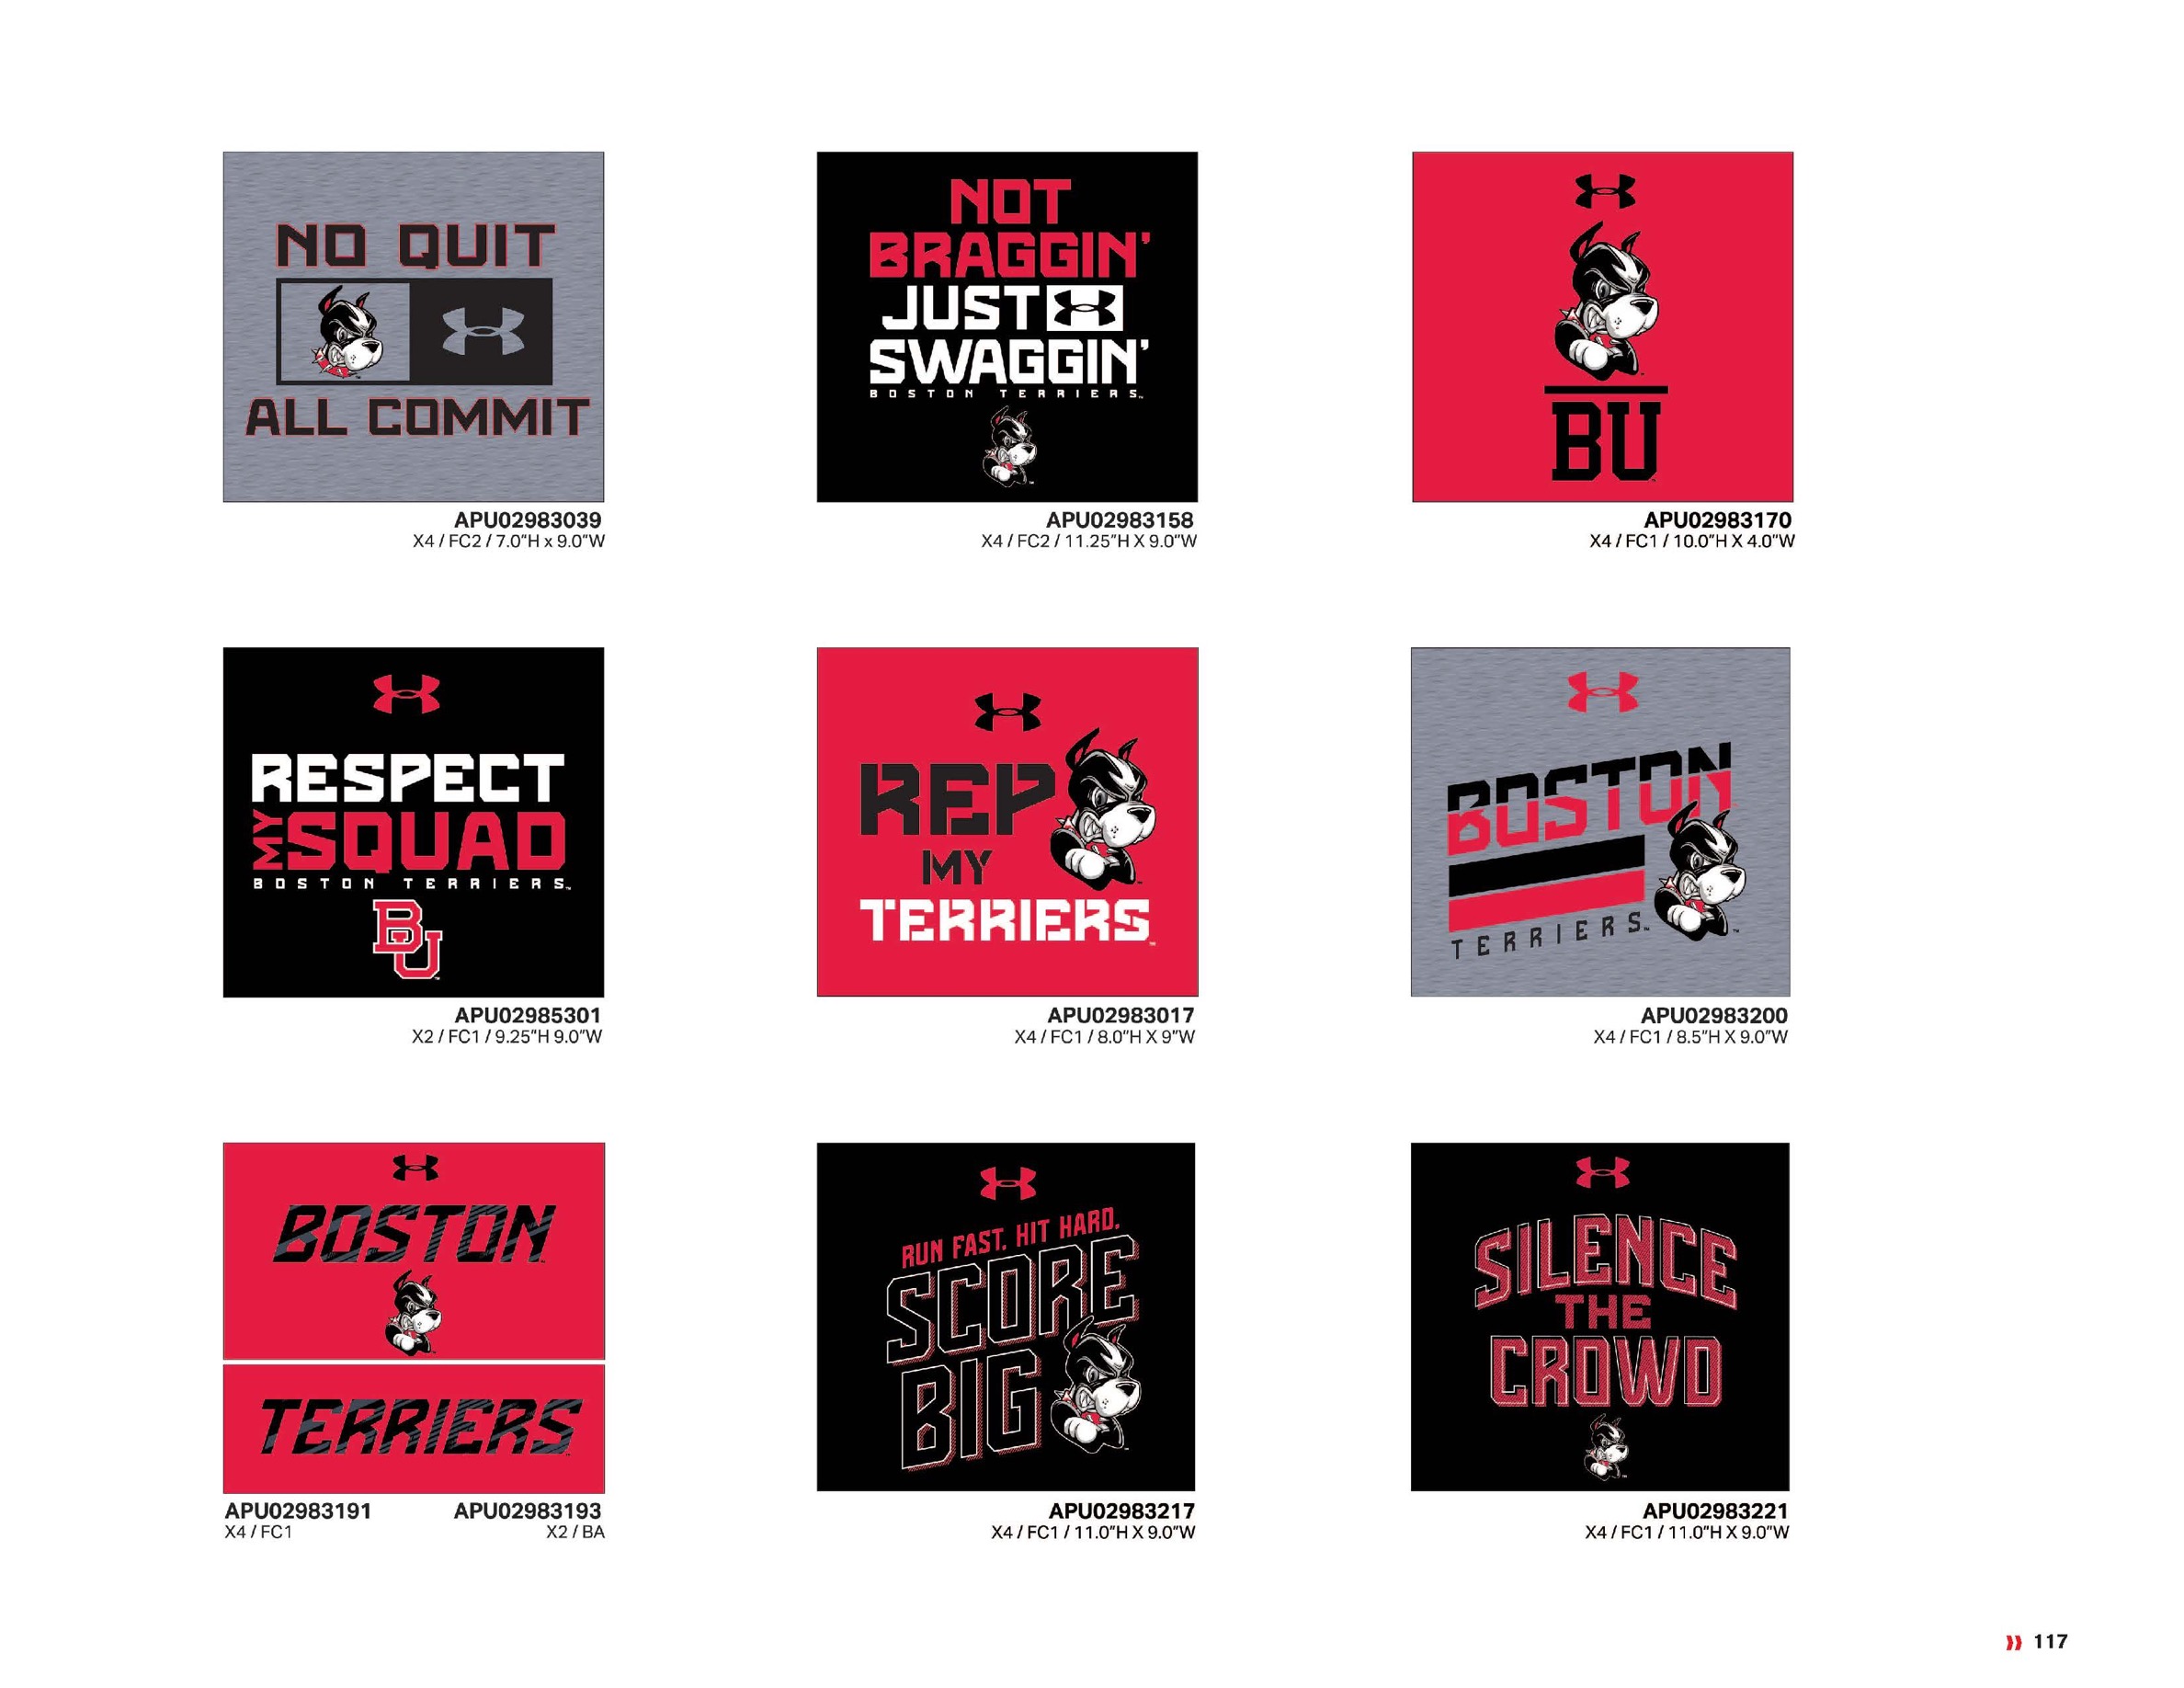 NO QUIT
ALL COMMIT
APU02983039
X4 / FC2 / 7.0"H x 9.0"W
NOT
BRAGGIN'
JUST
SWAGGIN'
BOSTON TERRIERS™
APU02983158
X4 / FC2 / 11.25"H X 9.0"W
BU
APU02983170
X4 / FC1 / 10.0"H X 4.0"W
RESPECT
MY SQUAD
BOSTON TERRIERS™
BU
APU02985301
X2 / FC1 / 9.25"H 9.0"W
REP
MY
TERRIERS™
APU02983017
X4 / FC1 / 8.0"H X 9"W
BOSTON
TERRIERS™
APU02983200
X4 / FC1 / 8.5"H X 9.0"W
BOSTON
TERRIERS
APU02983191
X4 / FC1
APU02983193
X2 / BA
RUN FAST. HIT HARD.
SCORE
BIG
APU02983217
X4 / FC1 / 11.0"H X 9.0"W
SILENCE
THE
CROWD
APU02983221
X4 / FC1 / 11.0"H X 9.0"W
117